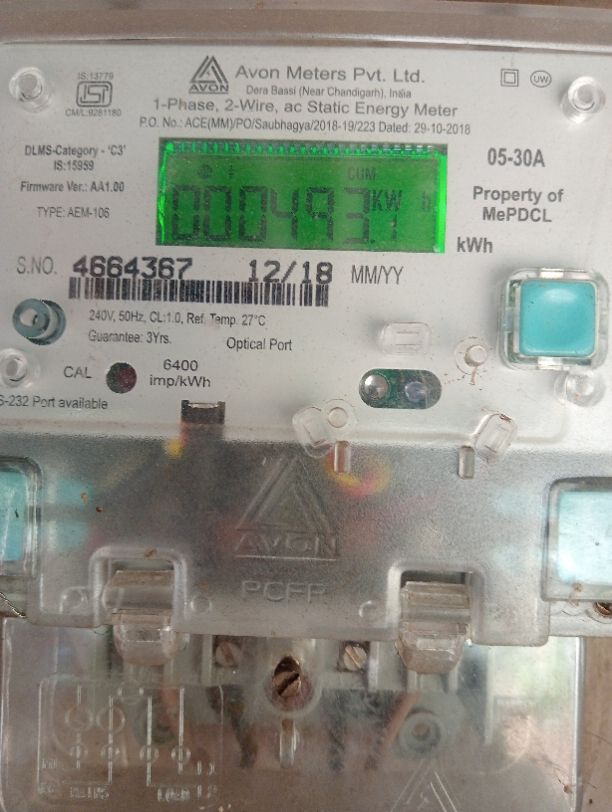 IS:13779
ISI
CM/L:9281180
AVON
Avon Meters Pvt. Ltd.
Dera Bassi (Near Chandigarh), India
1-Phase, 2-Wire, ac Static Energy Meter
P.O. No.: ACE(MM)/PO/Saubhagya/2018-19/223 Dated: 29-10-2018
UW
DLMS-Category - 'C3'
IS:15959
Firmware Ver.: AA1.00
TYPE: AEM-106
CUM
000493.1 KW h
05-30A
Property of
MePDCL
kWh
S.NO. 4664367 12/18 MM/YY
240V, 50Hz, CL:1.0, Ref. Temp. 27°C
Guarantee: 3Yrs. Optical Port
CAL 6400
imp/kWh
S-232 Port available
AVON
PCFP